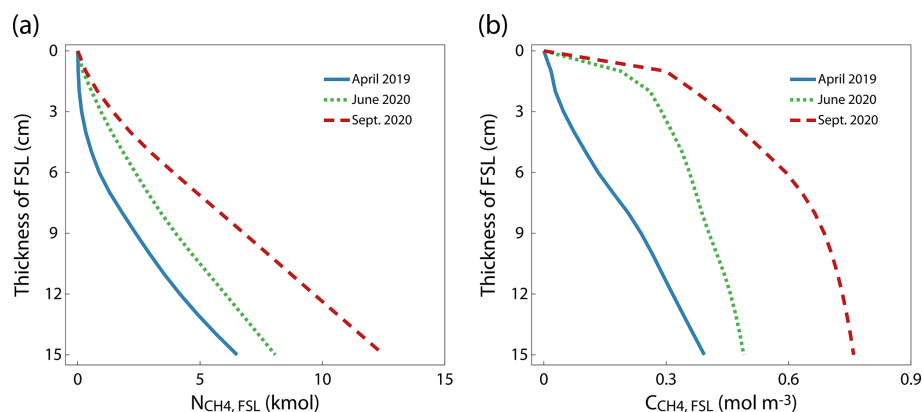 (a)
Thickness of FSL (cm)
0
3
6
9
12
15
0 5 10 15
N_CH4, FSL (kmol)
April 2019
June 2020
Sept. 2020
(b)
Thickness of FSL (cm)
0
3
6
9
12
15
0 0.3 0.6 0.9
C_CH4, FSL (mol m⁻³)
April 2019
June 2020
Sept. 2020